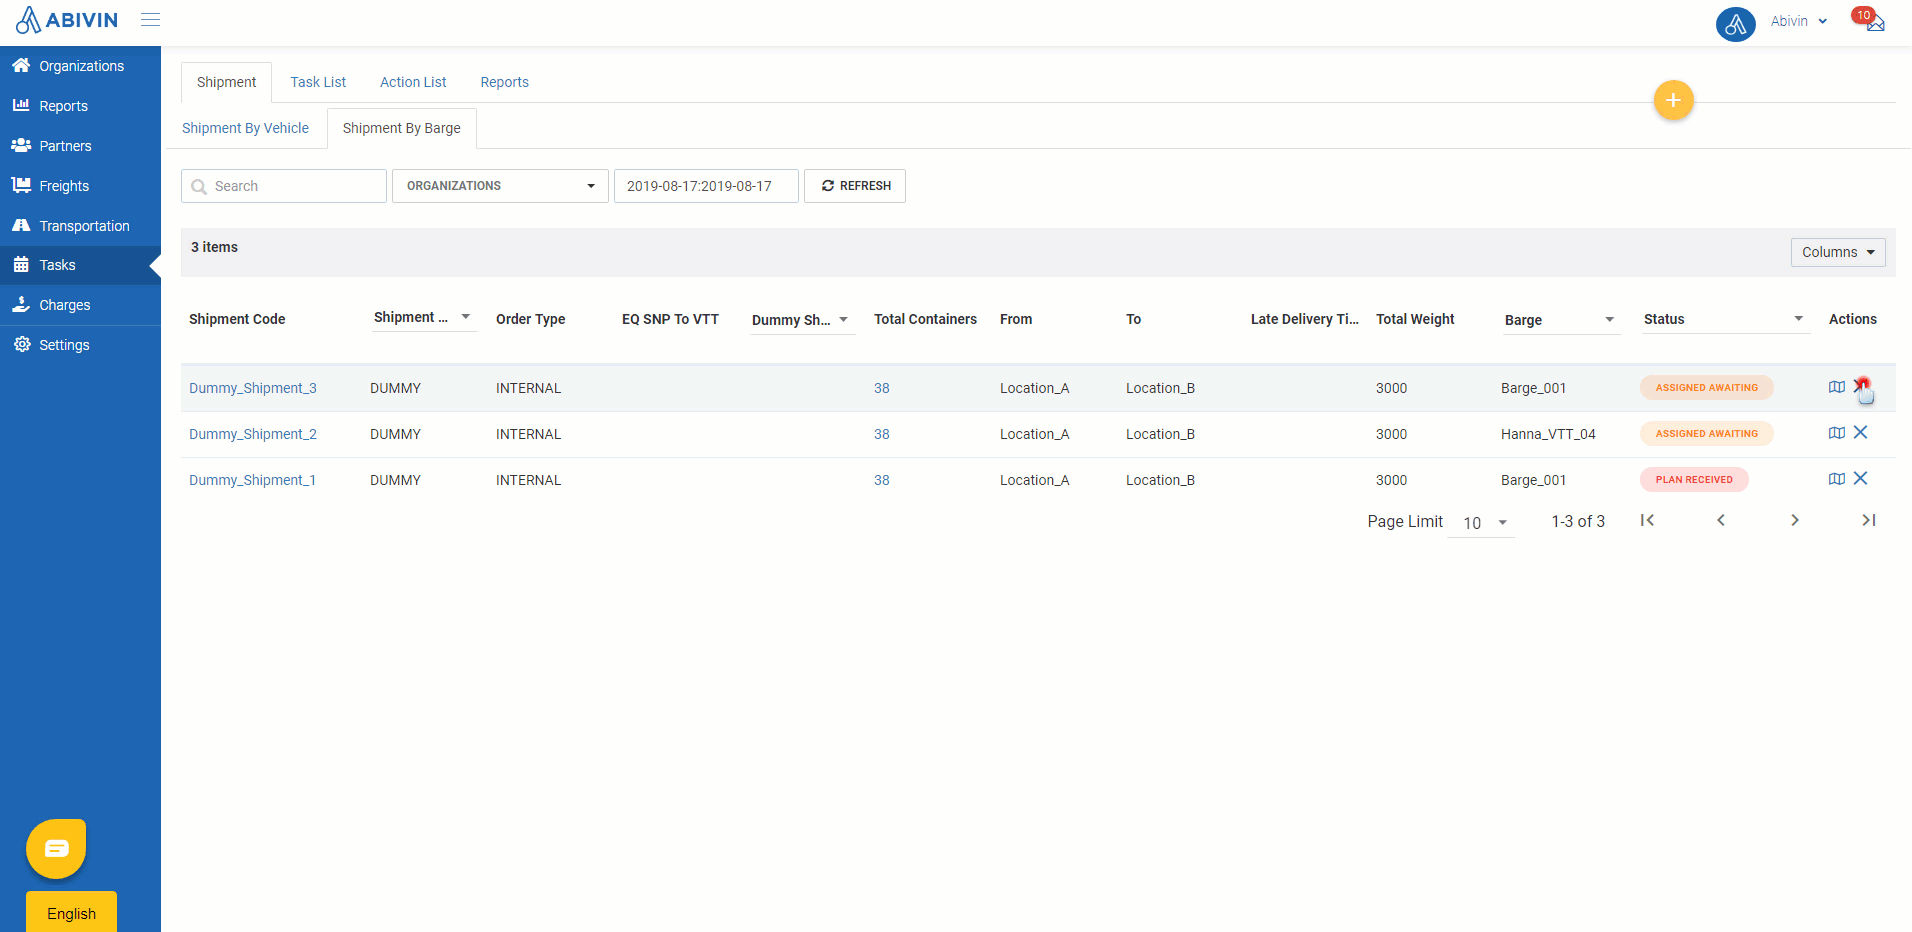 ABIVIN
Abivin
10
Organizations
Reports
Partners
Freights
Transportation
Tasks
Charges
Settings
English
Shipment Task List Action List Reports
Shipment By Vehicle Shipment By Barge
Search ORGANIZATIONS 2019-08-17:2019-08-17 REFRESH
3 items Columns
Shipment Code Shipment ... Order Type EQ SNP To VTT Dummy Sh... Total Containers From To Late Delivery Ti... Total Weight Barge Status Actions
Dummy_Shipment_3 DUMMY INTERNAL 38 Location_A Location_B 3000 Barge_001 ASSIGNED AWAITING
Dummy_Shipment_2 DUMMY INTERNAL 38 Location_A Location_B 3000 Hanna_VTT_04 ASSIGNED AWAITING
Dummy_Shipment_1 DUMMY INTERNAL 38 Location_A Location_B 3000 Barge_001 PLAN RECEIVED
Page Limit 10 1-3 of 3